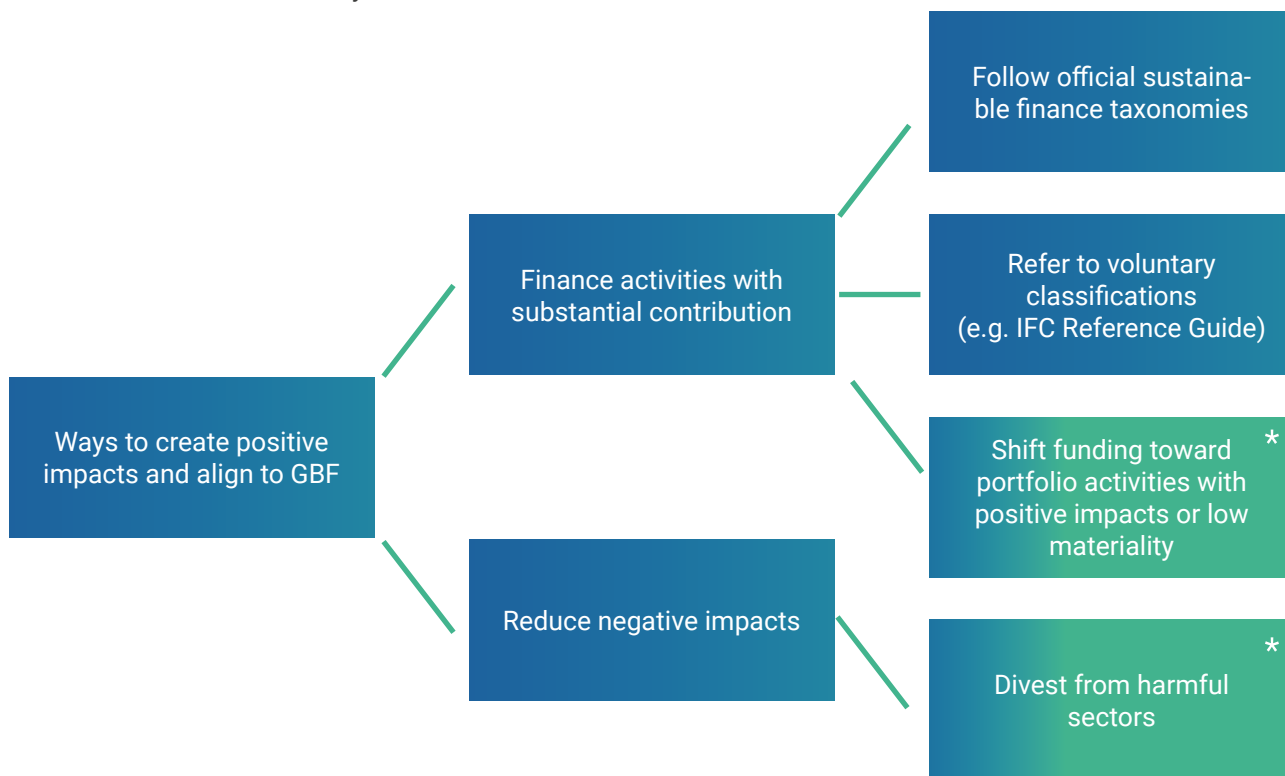 Follow official sustaina-
ble finance taxonomies
Finance activities with
substantial contribution
Refer to voluntary
classifications
(e.g. IFC Reference Guide)
Ways to create positive
impacts and align to GBF
Shift funding toward
portfolio activities with
positive impacts or low
materiality
*
Reduce negative impacts
Divest from harmful
sectors
*